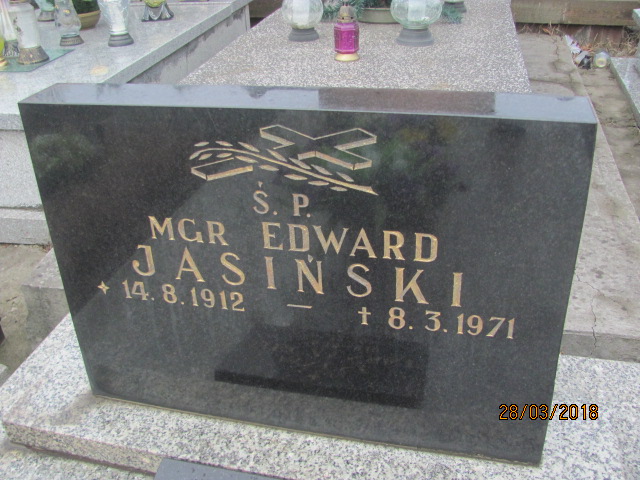 Ś. P.
MGR EDWARD
JASIŃSKI
* 14.8.1912 — † 8.3.1971
28/03/2018